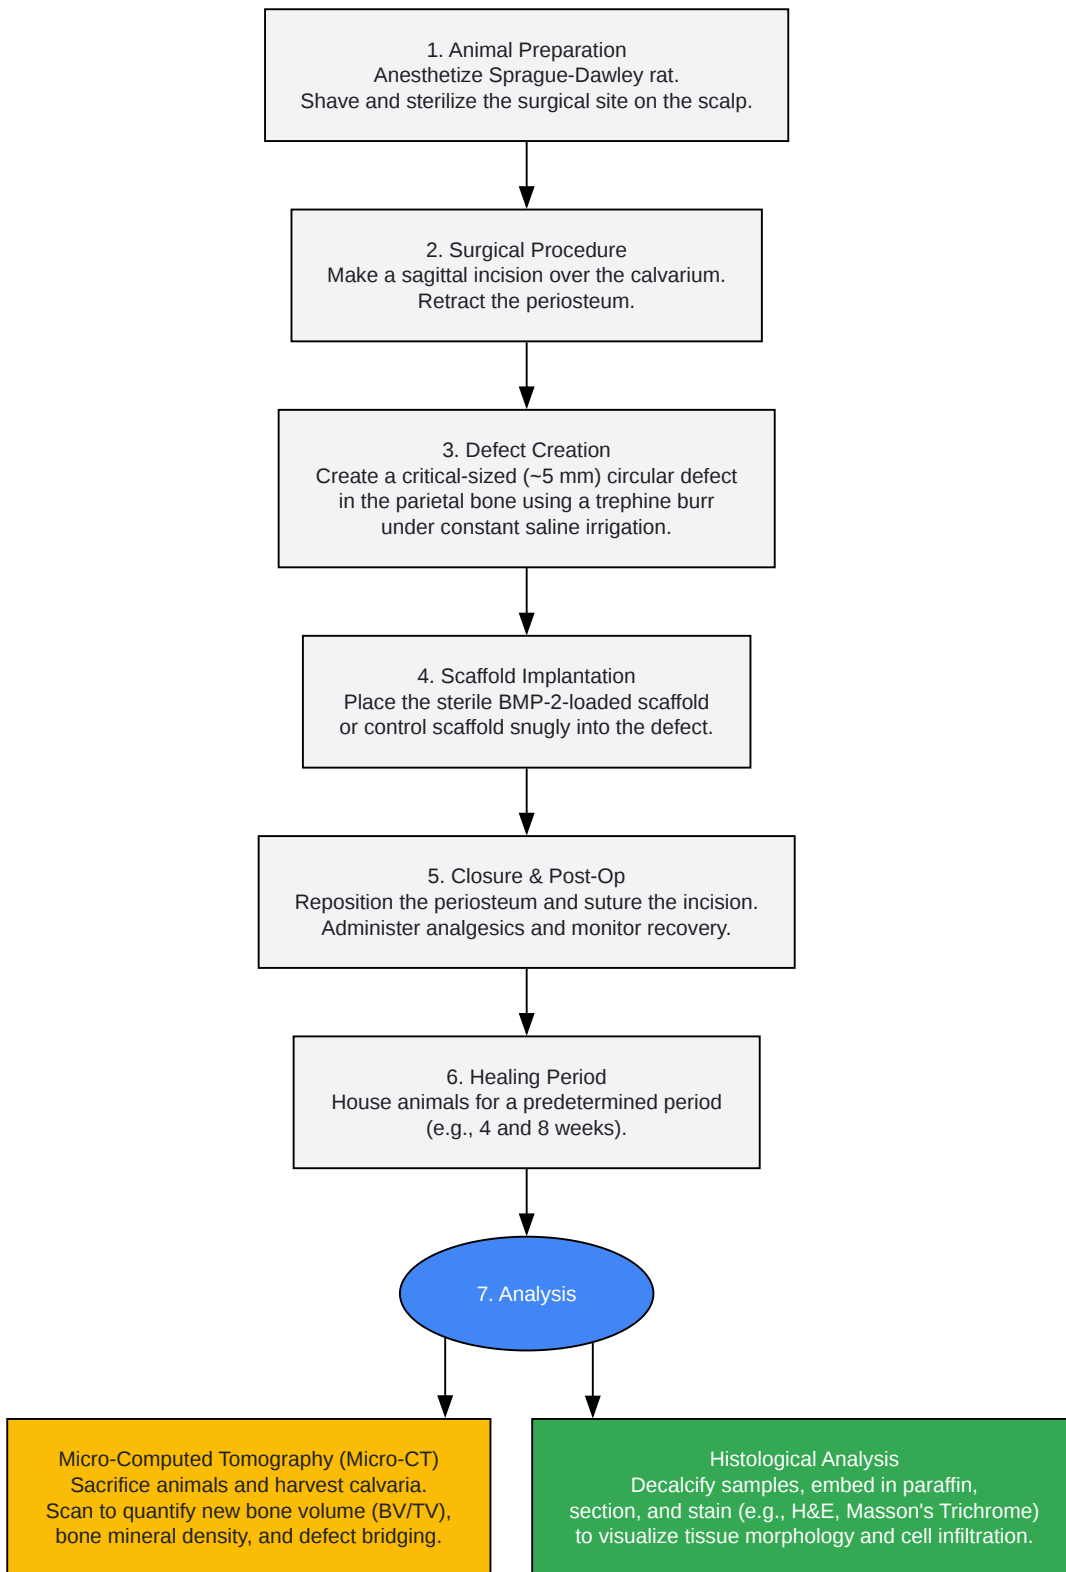 1. Animal Preparation
Anesthetize Sprague-Dawley rat.
Shave and sterilize the surgical site on the scalp.
2. Surgical Procedure
Make a sagittal incision over the calvarium.
Retract the periosteum.
3. Defect Creation
Create a critical-sized (~5 mm) circular defect
in the parietal bone using a trephine burr
under constant saline irrigation.
4. Scaffold Implantation
Place the sterile BMP-2-loaded scaffold
or control scaffold snugly into the defect.
5. Closure & Post-Op
Reposition the periosteum and suture the incision.
Administer analgesics and monitor recovery.
6. Healing Period
House animals for a predetermined period
(e.g., 4 and 8 weeks).
7. Analysis
Micro-Computed Tomography (Micro-CT)
Sacrifice animals and harvest calvaria.
Scan to quantify new bone volume (BV/TV),
bone mineral density, and defect bridging.
Histological Analysis
Decalcify samples, embed in paraffin,
section, and stain (e.g., H&E, Masson's Trichrome)
to visualize tissue morphology and cell infiltration.